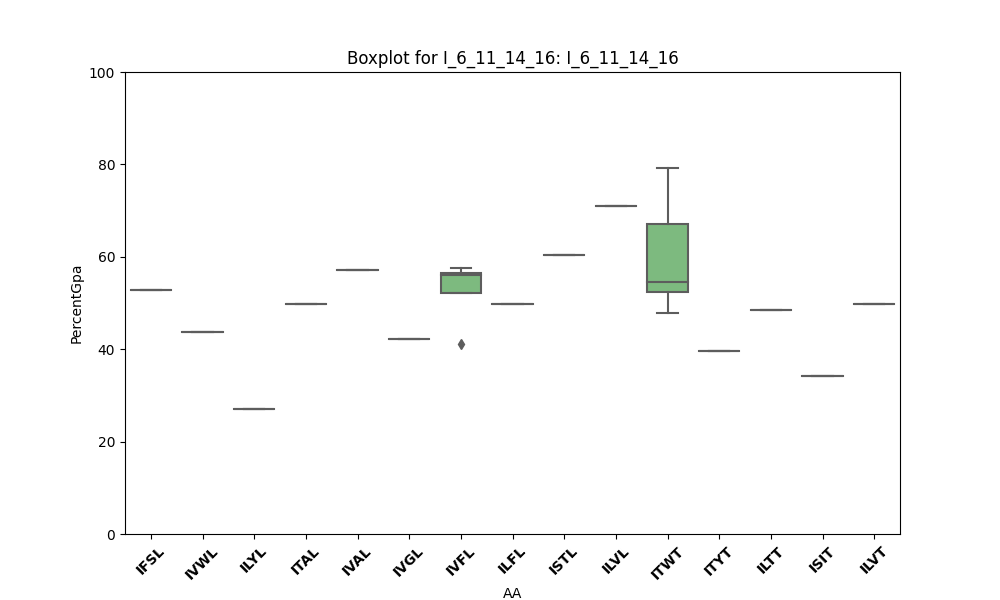 Boxplot for I_6_11_14_16: I_6_11_14_16
PercentGpa
100
80
60
40
20
0
IFSL IVWL ILYL ITAL IVAL IVGL IVFL ILFL ISTL ILVL ITWT ITYT ILTT ISIT ILVT
AA